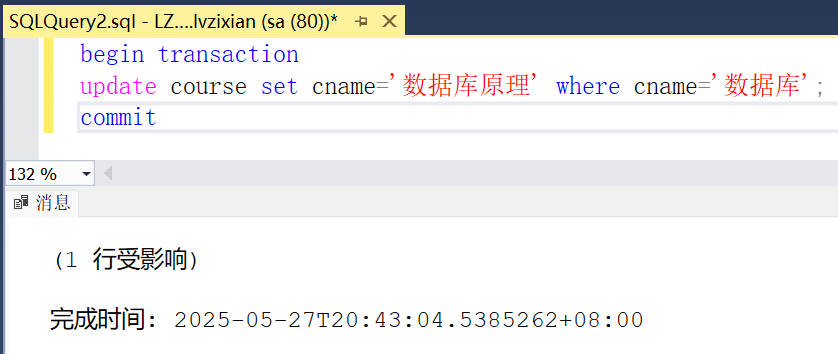 SQLQuery2.sql - LZ....lvzixian (sa (80))*
begin transaction
update course set cname='数据库原理' where cname='数据库';
commit
132 %
消息
(1 行受影响)
完成时间: 2025-05-27T20:43:04.5385262+08:00